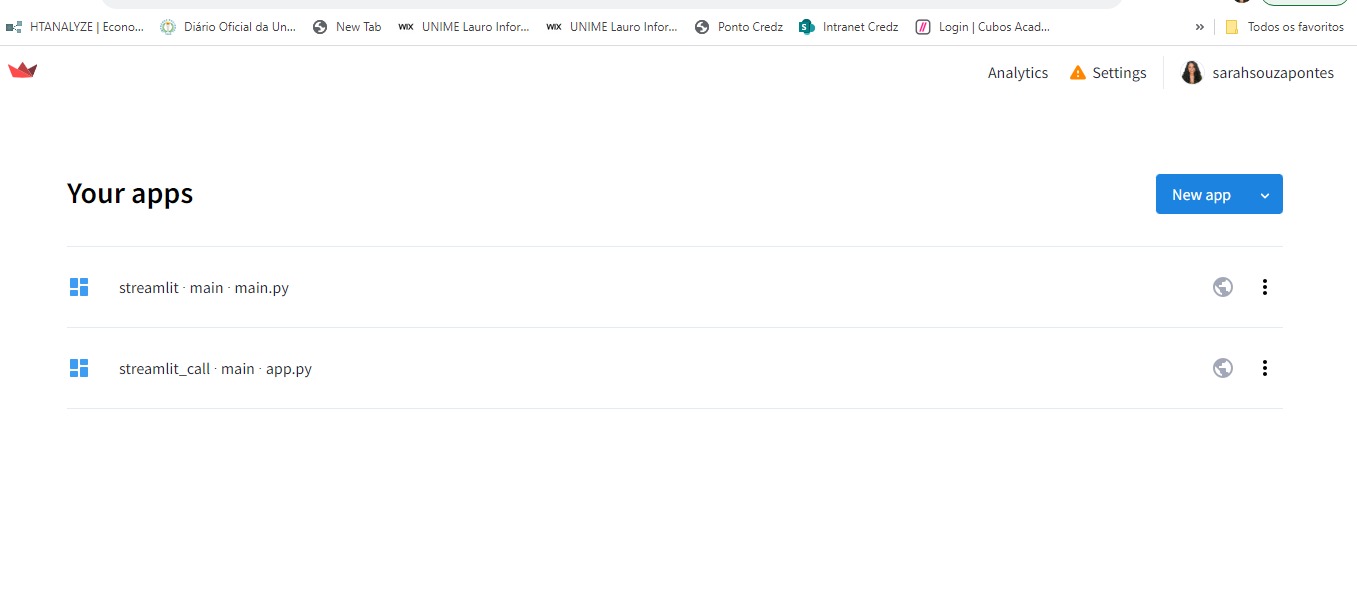 HTANALYZE | Econo... Diário Oficial da Un... New Tab WIX UNIME Lauro Infor... WIX UNIME Lauro Infor... Ponto Credz S Intranet Credz // Login | Cubos Acad... » Todos os favoritos
Analytics Settings sarahsouzapontes
Your apps New app
streamlit · main · main.py
streamlit_call · main · app.py